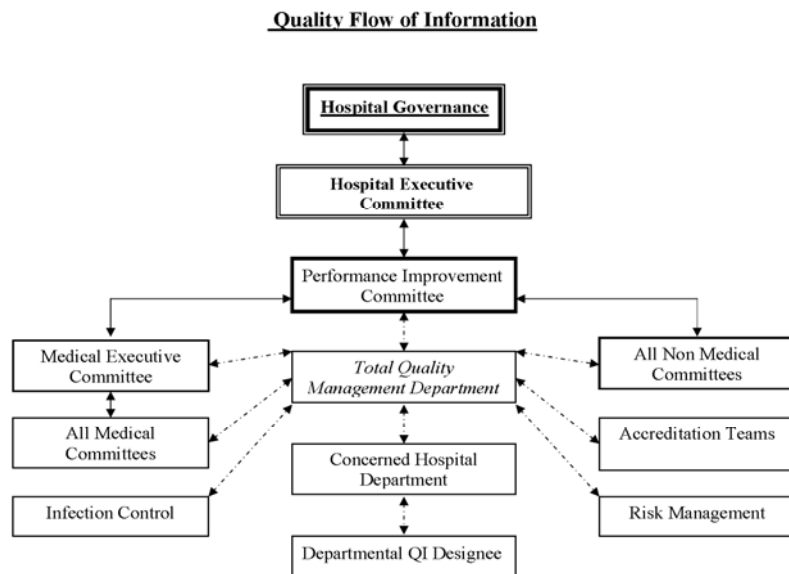 Quality Flow of Information
Hospital Governance
Hospital Executive
Committee
Performance Improvement
Committee
Medical Executive
Committee
Total Quality
Management Department
All Non Medical
Committees
All Medical
Committees
Accreditation Teams
Concerned Hospital
Department
Infection Control
Risk Management
Departmental QI Designee